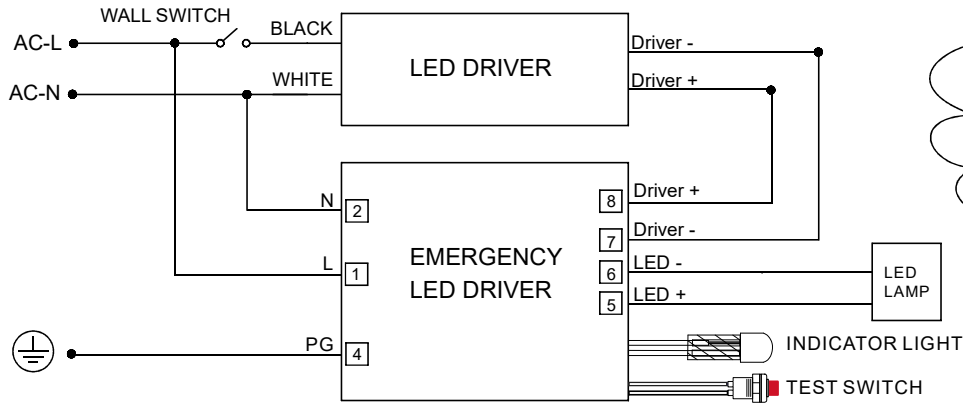 WALL SWITCH
AC-L
BLACK
AC-N
WHITE
LED DRIVER
Driver -
Driver +
N
2
L
1
PG
4
EMERGENCY
LED DRIVER
8
Driver +
7
Driver -
6
LED -
5
LED +
LED
LAMP
INDICATOR LIGHT
TEST SWITCH